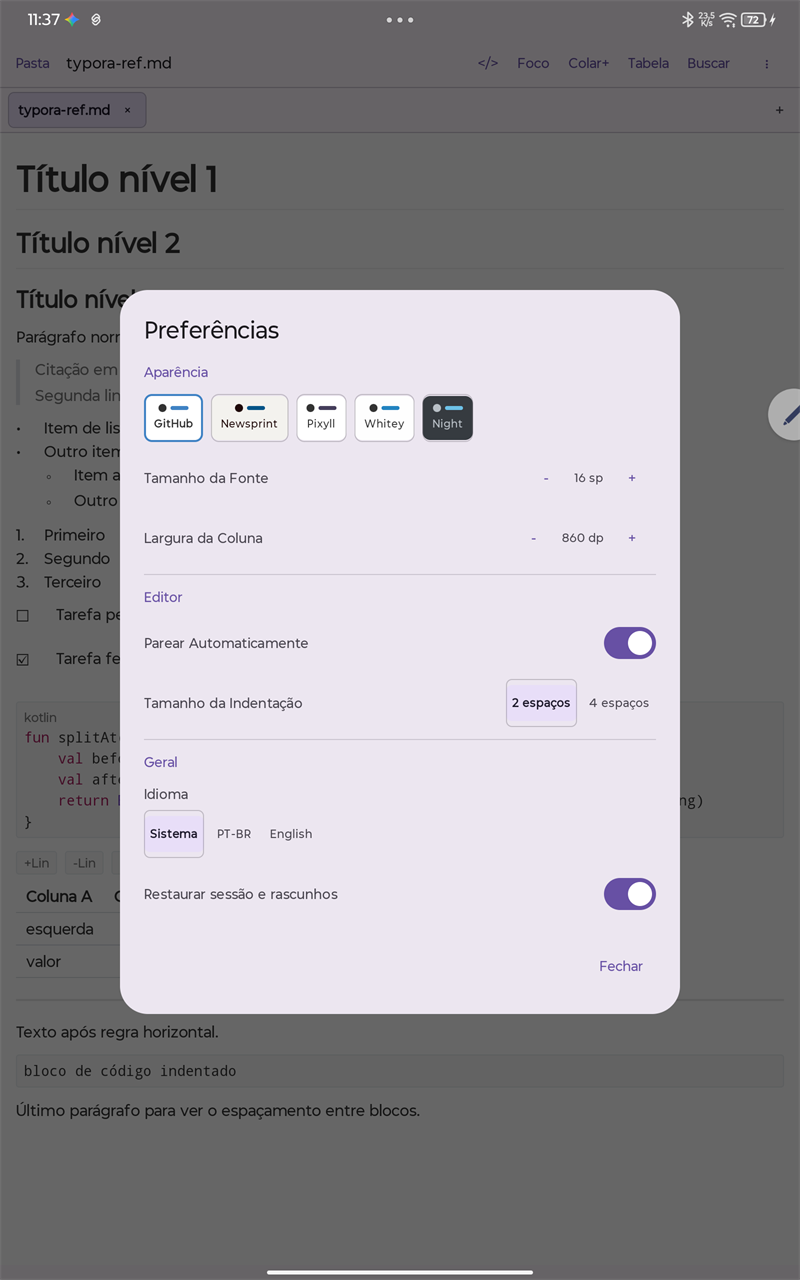 11:37
23,5 K/s
72
Pasta typora-ref.md </> Foco Colar+ Tabela Buscar
typora-ref.md × +
Título nível 1
Título nível 2
Título nível
Parágrafo nor
Citação em
Segunda lin
• Item de lis
• Outro item
◦ Item a
◦ Outro
1. Primeiro
2. Segundo
3. Terceiro
Tarefa pe
Tarefa fe
kotlin
fun splitAt
val bef
val afte
return ng)
}
+Lin -Lin
Coluna A
esquerda
valor
Texto após regra horizontal.
bloco de código indentado
Último parágrafo para ver o espaçamento entre blocos.
Preferências
Aparência
GitHub Newsprint Pixyll Whitey Night
Tamanho da Fonte - 16 sp +
Largura da Coluna - 860 dp +
Editor
Parear Automaticamente
Tamanho da Indentação 2 espaços 4 espaços
Geral
Idioma
Sistema PT-BR English
Restaurar sessão e rascunhos
Fechar